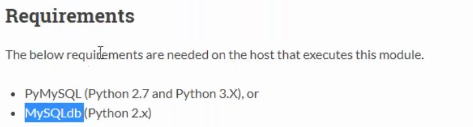 Requirements
The below requirements are needed on the host that executes this module.
• PyMySQL (Python 2.7 and Python 3.X), or
• MySQLdb (Python 2.x)